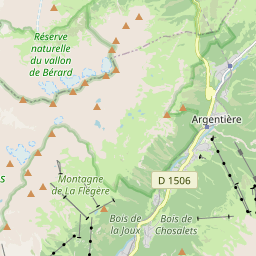 Réserve
naturelle
du vallon
de Bérard
Argentière
D 1506
Montagne
de La Flégère
Bois de
la Joux
Bois de
Chosalets